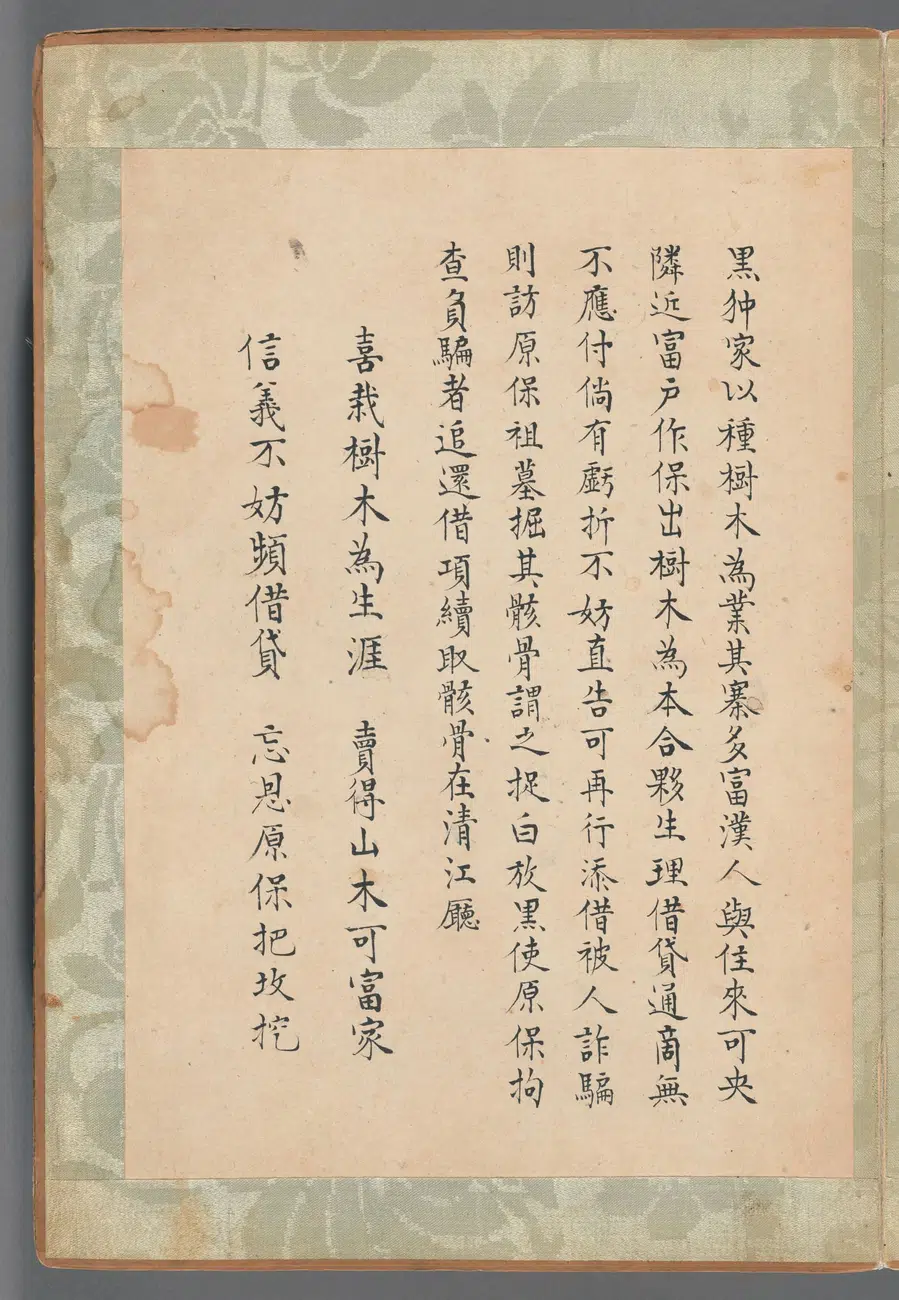 黒狆家以種樹木為業其寨多富漢人與住來可央
隣近富户作保出樹木為本合夥生理借貸通啇無
不應付倘有虧折不妨直告可再行添借被人詐騙
則訪原保祖墓掘其骸骨謂之捉白放黒使原保拘
查負騙者追還借項續取骸骨在清江廳
喜栽樹木為生涯　賣得山木可富家
信義不妨頻借貸　忘恩原保把坟挖